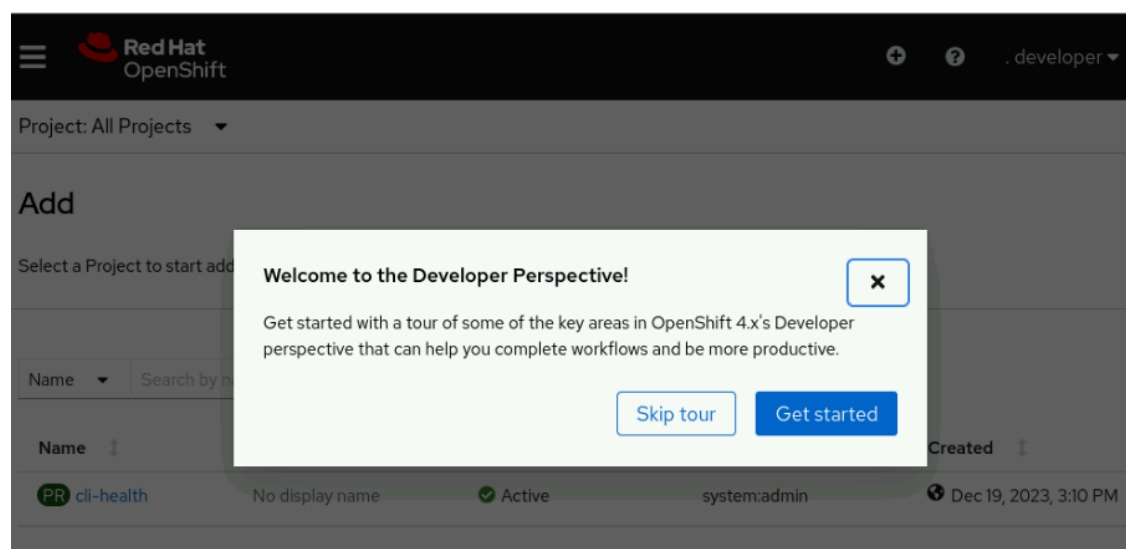 Red Hat
OpenShift
. developer
Project: All Projects
Add
Select a Project to start add
Welcome to the Developer Perspective!
Get started with a tour of some of the key areas in OpenShift 4.x's Developer
perspective that can help you complete workflows and be more productive.
Skip tour
Get started
Name
Search by n
Name
Created
PR cli-health
No display name
Active
system:admin
Dec 19, 2023, 3:10 PM